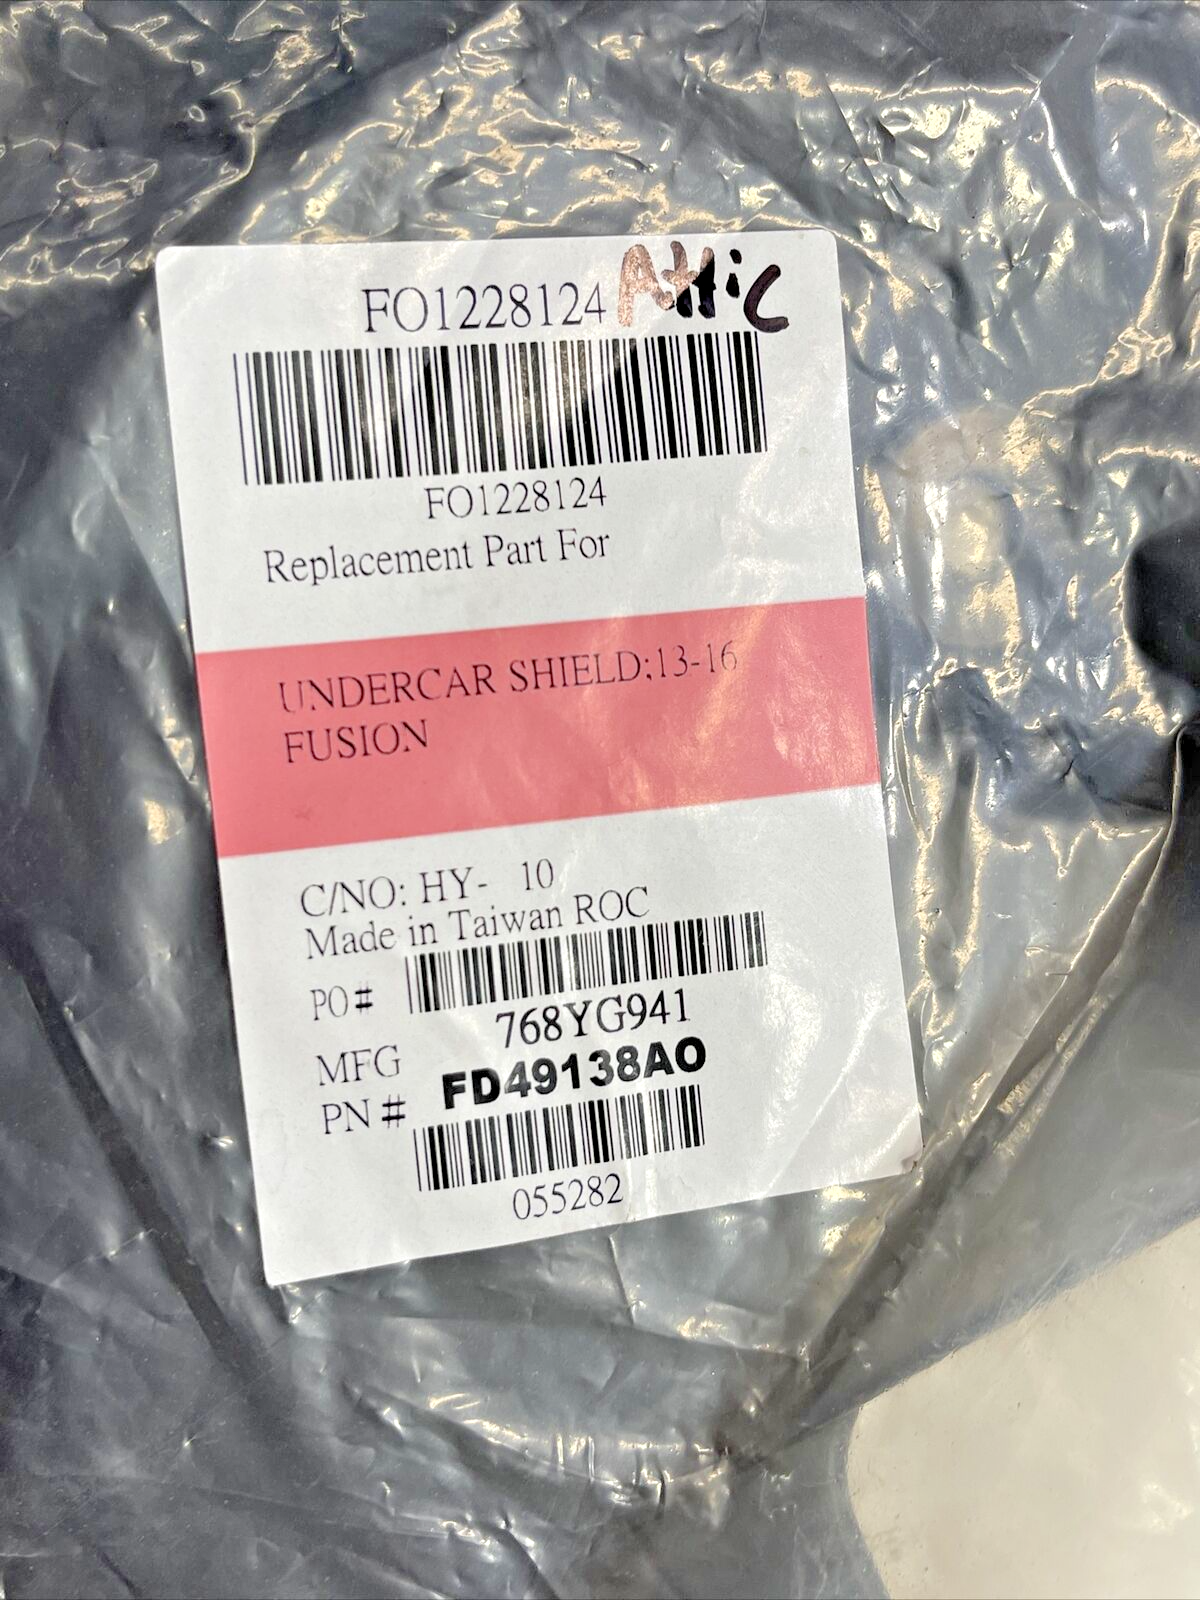 FO1228124 Attic
FO1228124
Replacement Part For
UNDERCAR SHIELD;13-16
FUSION
C/NO: HY- 10
Made in Taiwan ROC
PO#
768YG941
MFG
PN # FD49138AO
055282